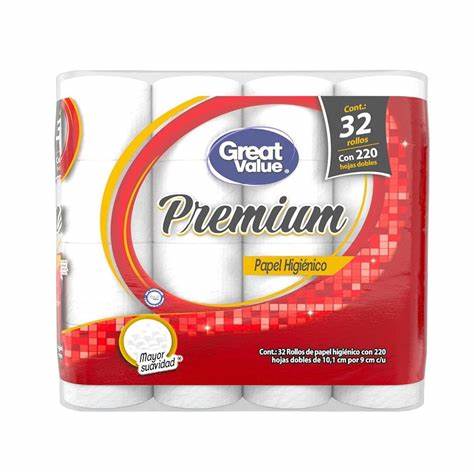 Cont.:
32
rollos
Con 220
hojas dobles
Great
Value®
Premium
Papel Higiénico
Mayor
suavidad*
Cont.: 32 Rollos de papel higiénico con 220
hojas dobles de 10,1 cm por 9 cm c/u